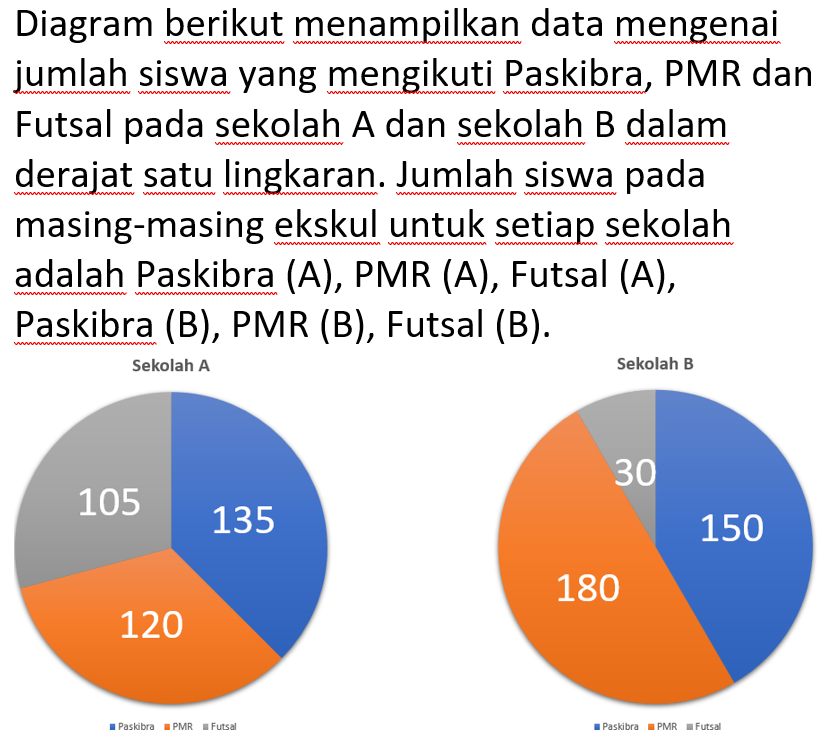 Diagram berikut menampilkan data mengenai
jumlah siswa yang mengikuti Paskibra, PMR dan
Futsal pada sekolah A dan sekolah B dalam
derajat satu lingkaran. Jumlah siswa pada
masing-masing ekskul untuk setiap sekolah
adalah Paskibra (A), PMR (A), Futsal (A),
Paskibra (B), PMR (B), Futsal (B).
Sekolah A
105
135
120
Paskibra PMR Futsal
Sekolah B
30
150
180
Paskibra PMR Futsal